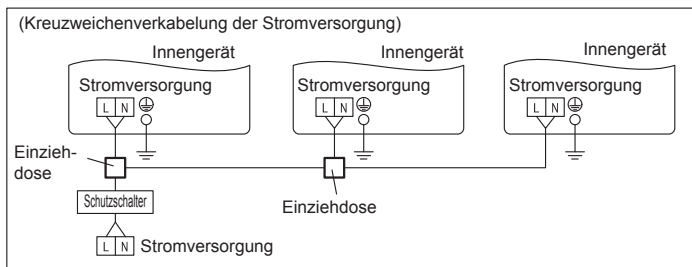 (Kreuzweichenverkabelung der Stromversorgung)
Innengerät
Innengerät
Innengerät
Stromversorgung
Stromversorgung
Stromversorgung
L N
L N
L N
Einzieh-
dose
Einziehdose
Schutzschalter
L N
Stromversorgung